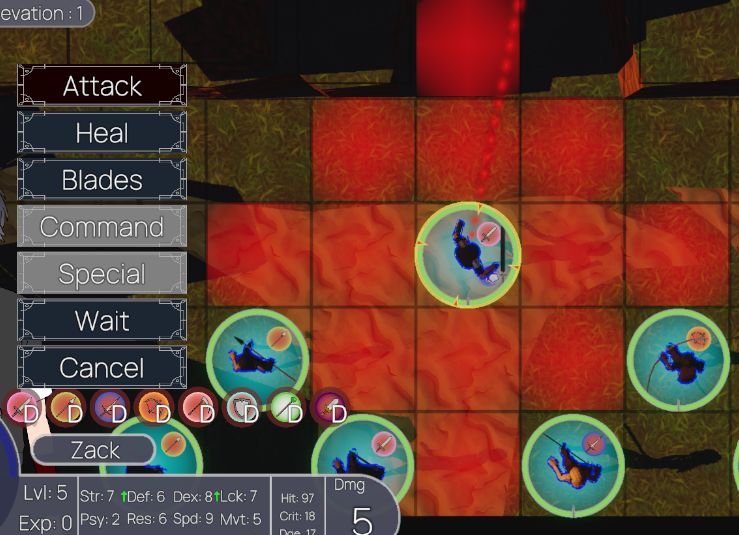 evation : 1
Attack
Heal
Blades
Command
Special
Wait
Cancel
D D D D D D D D
Zack
Lvl: 5 Str: 7 ↑Def: 6 Dex: 8↑Lck: 7 Hit: 97 Dmg
Exp: 0 Psy: 2 Res: 6 Spd: 9 Mvt: 5 Crit: 18 5